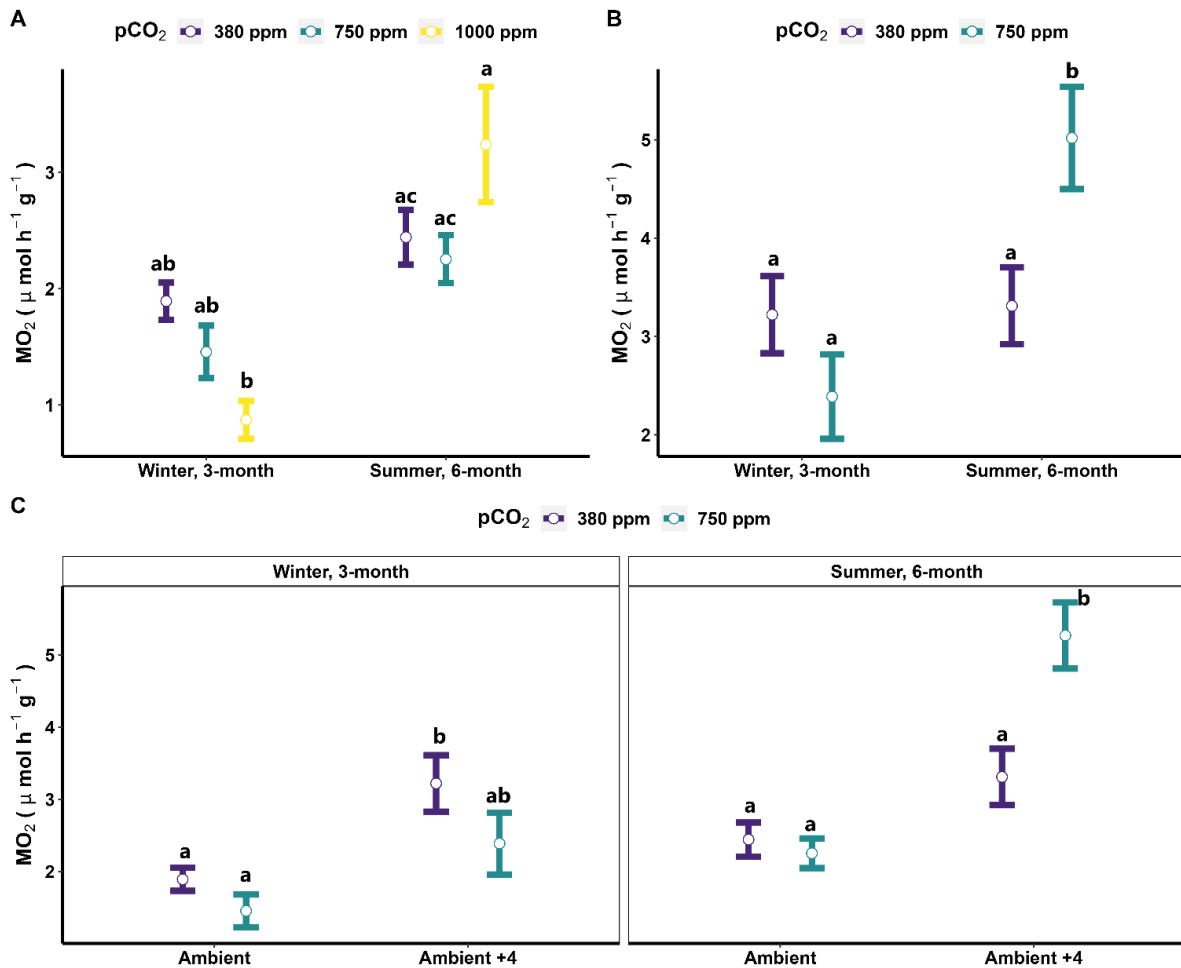 A
pCO₂ 380 ppm 750 ppm 1000 ppm
MO₂ ( μ mol h⁻¹ g⁻¹ )
3
2
1
ab
ab
b
ac
ac
a
Winter, 3-month Summer, 6-month
B
pCO₂ 380 ppm 750 ppm
MO₂ ( μ mol h⁻¹ g⁻¹ )
5
4
3
2
a
a
a
b
Winter, 3-month Summer, 6-month
C
pCO₂ 380 ppm 750 ppm
Winter, 3-month Summer, 6-month
MO₂ ( μ mol h⁻¹ g⁻¹ )
5
4
3
2
a
a
b
ab
a
a
a
b
Ambient Ambient +4 Ambient Ambient +4